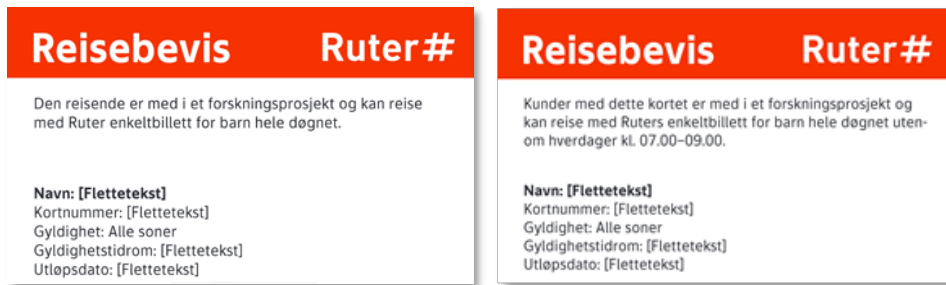 Reisebevis Ruter#
Den reisende er med i et forskningsprosjekt og kan reise
med Ruter enkeltbillett for barn hele døgnet.
Navn: [Flettetekst]
Kortnummer: [Flettetekst]
Gyldighet: Alle soner
Gyldighetstidrom: [Flettetekst]
Utløpsdato: [Flettetekst]
Reisebevis Ruter#
Kunder med dette kortet er med i et forskningsprosjekt og
kan reise med Ruters enkeltbillett for barn hele døgnet uten-
om hverdager kl. 07.00–09.00.
Navn: [Flettetekst]
Kortnummer: [Flettetekst]
Gyldighet: Alle soner
Gyldighetstidrom: [Flettetekst]
Utløpsdato: [Flettetekst]